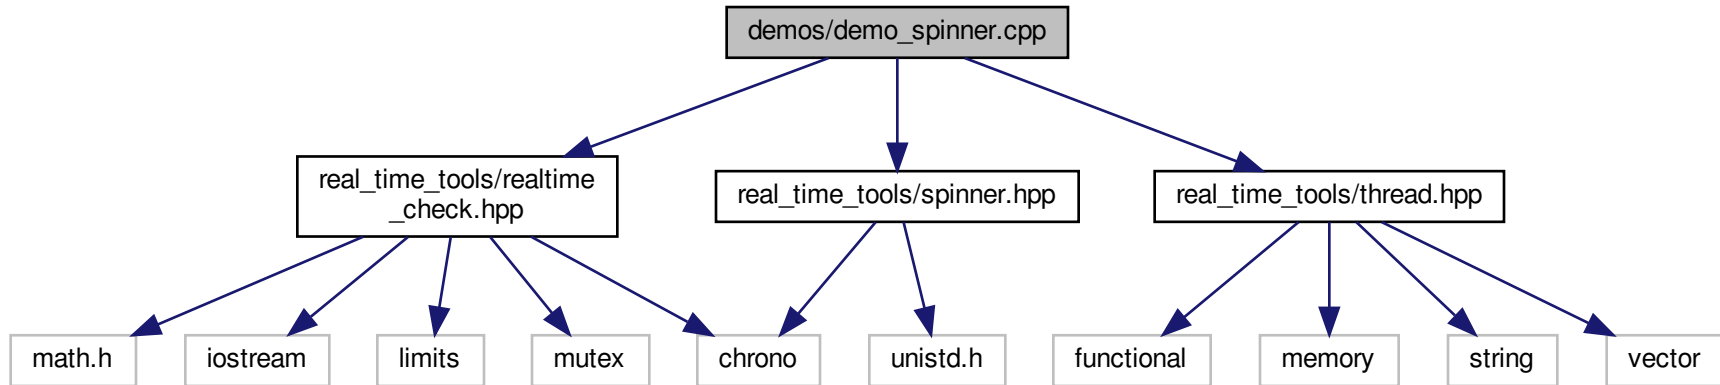 demos/demo_spinner.cpp
real_time_tools/realtime
_check.hpp
real_time_tools/spinner.hpp
real_time_tools/thread.hpp
math.h
iostream
limits
mutex
chrono
unistd.h
functional
memory
string
vector